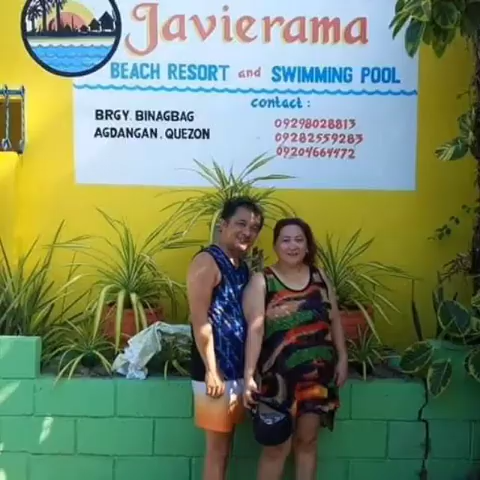 Javierama
BEACH RESORT and SWIMMING POOL
contact :
BRGY. BINAGBAG
AGDANGAN, QUEZON
09298028813
09282559283
09204664472